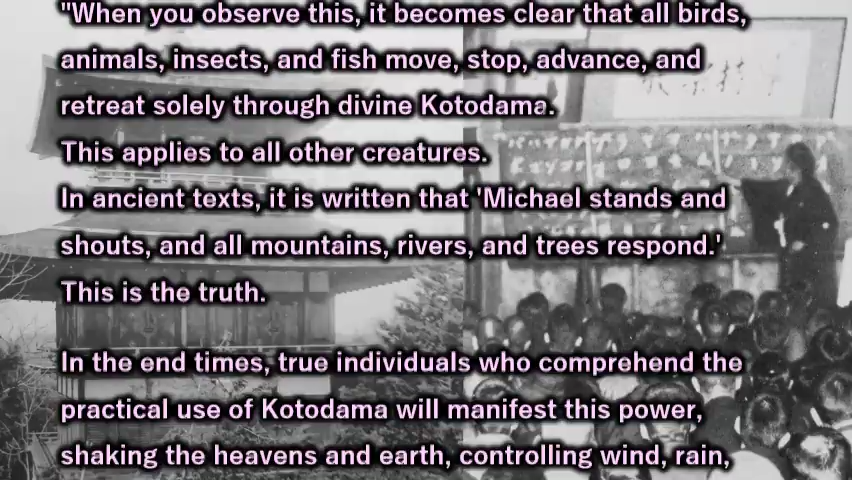 "When you observe this, it becomes clear that all birds,
animals, insects, and fish move, stop, advance, and
retreat solely through divine Kotodama.
This applies to all other creatures.
In ancient texts, it is written that 'Michael stands and
shouts, and all mountains, rivers, and trees respond.'
This is the truth.
In the end times, true individuals who comprehend the
practical use of Kotodama will manifest this power,
shaking the heavens and earth, controlling wind, rain,